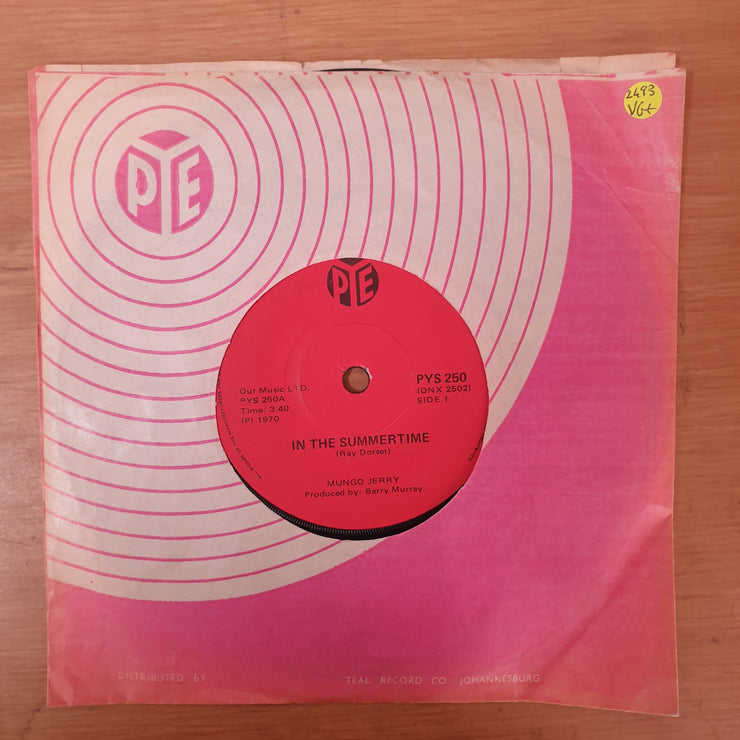 PYE
2493
VG+
PYE
Our Music LTD.
PYS 250A
Time: 3.40
(P) 1970
PYS 250
(ONX 2502)
SIDE 1
IN THE SUMMERTIME
(Ray Dorset)
MUNGO JERRY
Produced by: Barry Murray
DISTRIBUTED BY TEAL RECORD CO. JOHANNESBURG